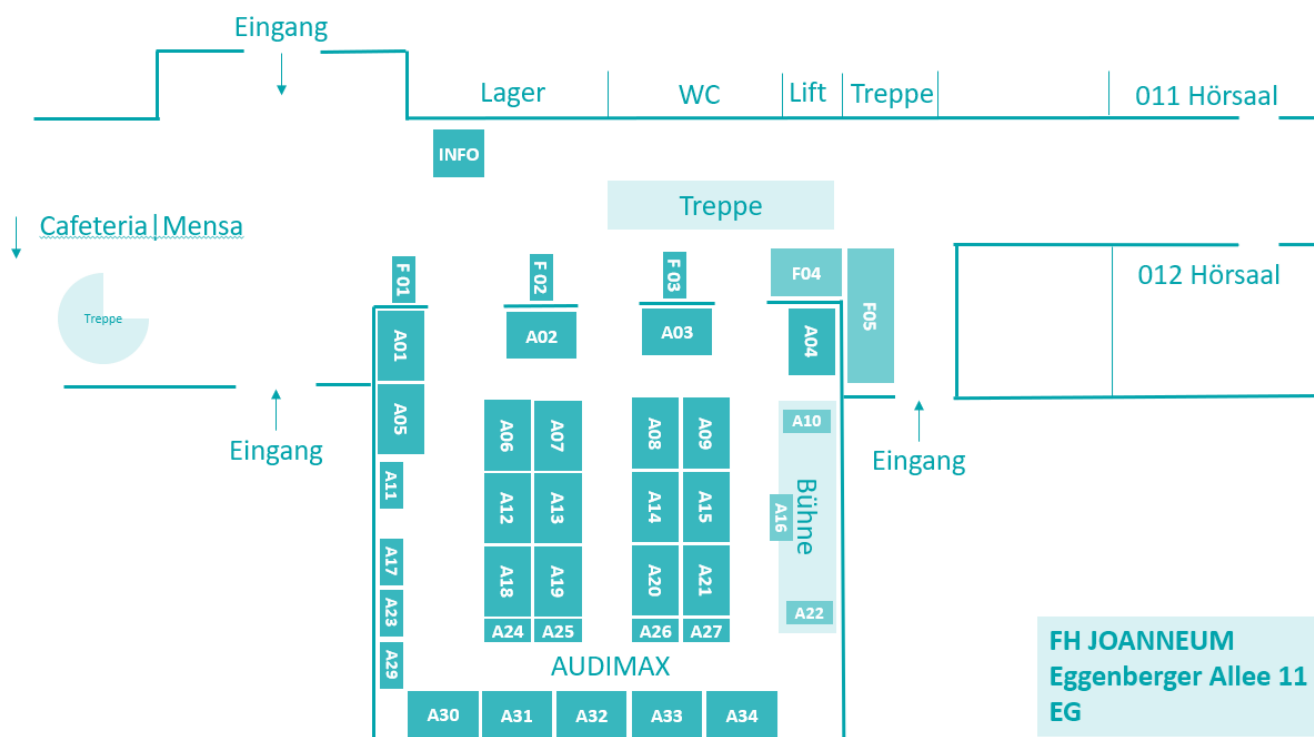 Eingang
Lager
WC
Lift
Treppe
011 Hörsaal
INFO
Treppe
Cafeteria|Mensa
012 Hörsaal
F 01
F 02
F 03
F04
F05
Treppe
A01
A02
A03
A04
A05
A06
A07
A08
A09
A10
Eingang
Eingang
A11
A12
A13
A14
A15
A16
Bühne
A17
A18
A19
A20
A21
A22
A23
A24
A25
A26
A27
A29
AUDIMAX
A30
A31
A32
A33
A34
FH JOANNEUM
Eggenberger Allee 11
EG